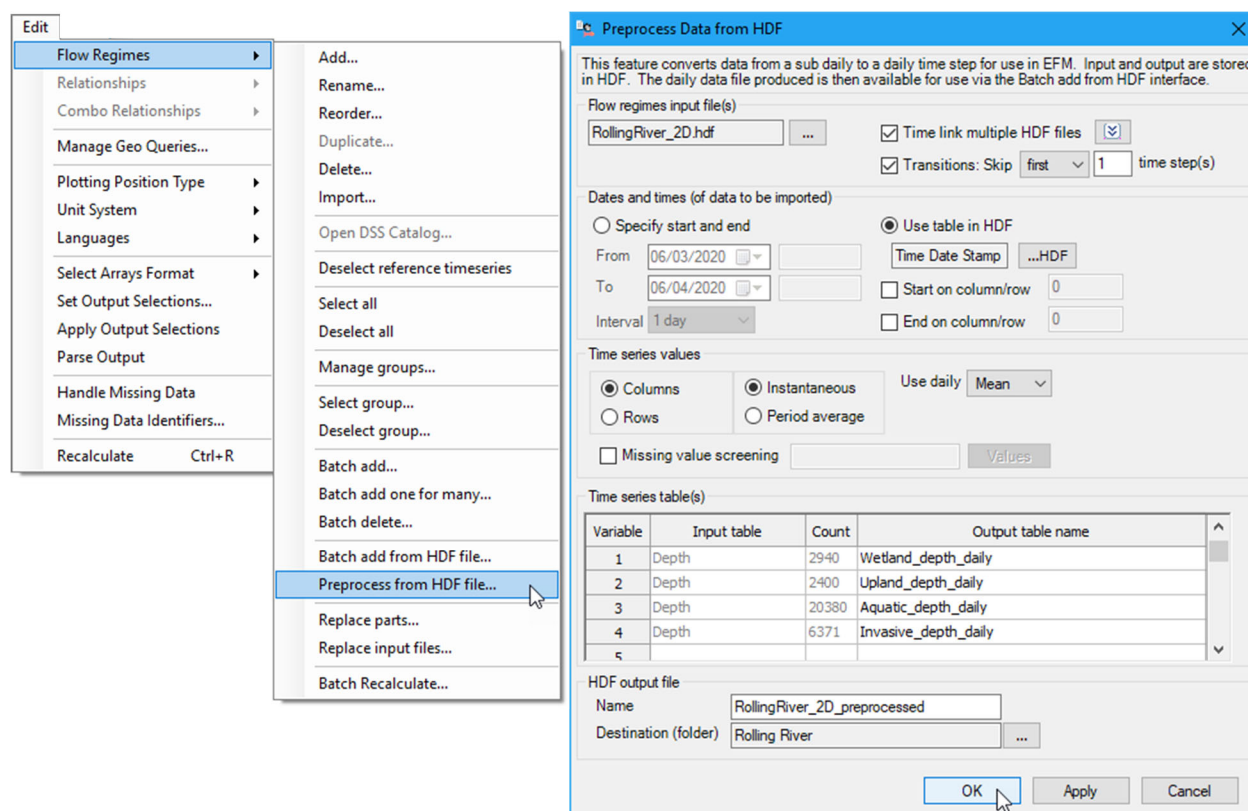 Edit
Flow Regimes
Relationships
Combo Relationships
Manage Geo Queries...
Plotting Position Type
Unit System
Languages
Select Arrays Format
Set Output Selections...
Apply Output Selections
Parse Output
Handle Missing Data
Missing Data Identifiers...
Recalculate Ctrl+R
Add...
Rename...
Reorder...
Duplicate...
Delete...
Import...
Open DSS Catalog...
Deselect reference timeseries
Select all
Deselect all
Manage groups...
Select group...
Deselect group...
Batch add...
Batch add one for many...
Batch delete...
Batch add from HDF file...
Preprocess from HDF file...
Replace parts...
Replace input files...
Batch Recalculate...
Preprocess Data from HDF
This feature converts data from a sub daily to a daily time step for use in EFM. Input and output are stored
in HDF. The daily data file produced is then available for use via the Batch add from HDF interface.
Flow regimes input file(s)
RollingRiver_2D.hdf ... Time link multiple HDF files
Transitions: Skip first 1 time step(s)
Dates and times (of data to be imported)
Specify start and end Use table in HDF
From 06/03/2020 Time Date Stamp ...HDF
To 06/04/2020 Start on column/row 0
Interval 1 day End on column/row 0
Time series values
Columns Instantaneous Use daily Mean
Rows Period average
Missing value screening Values
Time series table(s)
Variable Input table Count Output table name
1 Depth 2940 Wetland_depth_daily
2 Depth 2400 Upland_depth_daily
3 Depth 20380 Aquatic_depth_daily
4 Depth 6371 Invasive_depth_daily
5
HDF output file
Name RollingRiver_2D_preprocessed
Destination (folder) Rolling River ...
OK Apply Cancel